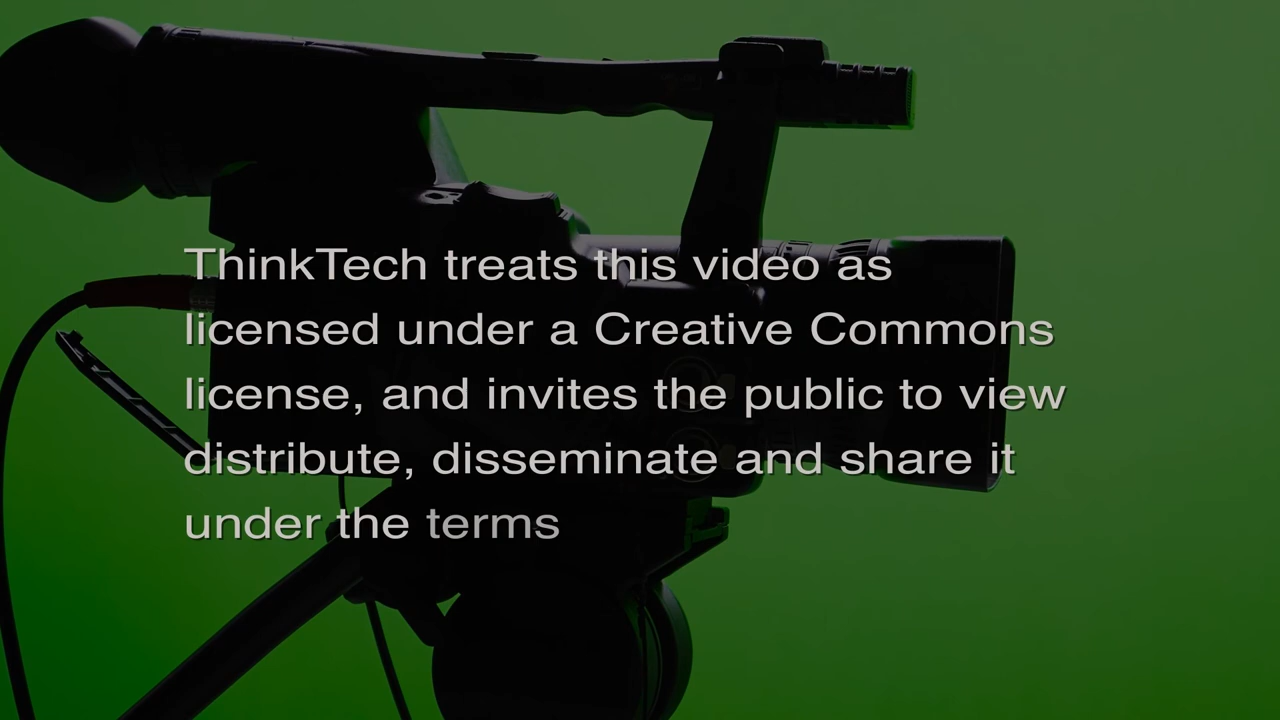 ThinkTech treats this video as
licensed under a Creative Commons
license, and invites the public to view
distribute, disseminate and share it
under the terms